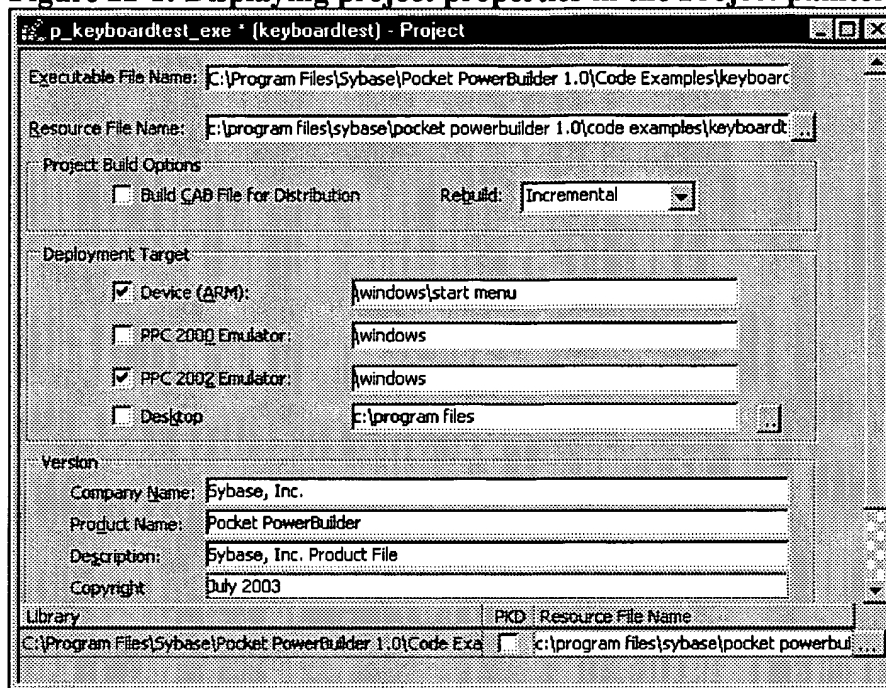 p_keyboardtest_exe * (keyboardtest) - Project
Executable File Name: C:\Program Files\Sybase\Pocket PowerBuilder 1.0\Code Examples\keyboarc
Resource File Name: c:\program files\sybase\pocket powerbuilder 1.0\code examples\keyboardt ..
Project Build Options
Build CAB File for Distribution Rebuild: Incremental
Deployment Target
Device (ARM): \windows\start menu
PPC 2000 Emulator: \windows
PPC 2002 Emulator: \windows
Desktop c:\program files ..
Version
Company Name: Sybase, Inc.
Product Name: Pocket PowerBuilder
Description: Sybase, Inc. Product File
Copyright July 2003
Library PKD Resource File Name
C:\Program Files\Sybase\Pocket PowerBuilder 1.0\Code Exa c:\program files\sybase\pocket powerbui ...